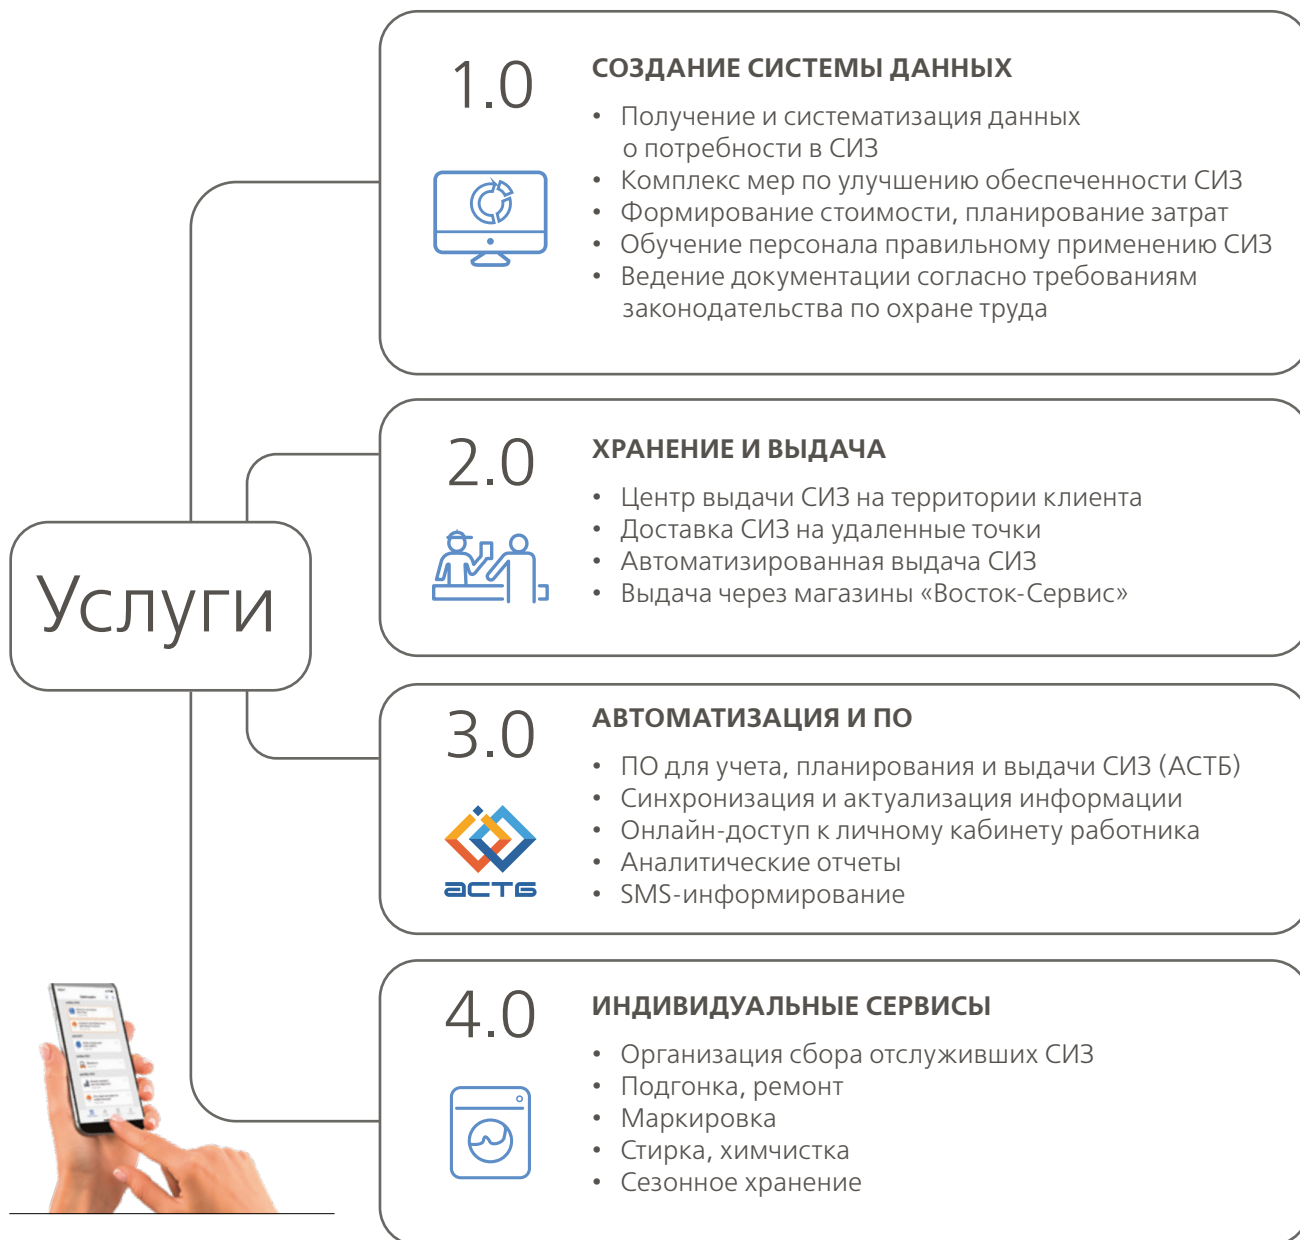 1.0
СОЗДАНИЕ СИСТЕМЫ ДАННЫХ
• Получение и систематизация данных
о потребности в СИЗ
• Комплекс мер по улучшению обеспеченности СИЗ
• Формирование стоимости, планирование затрат
• Обучение персонала правильному применению СИЗ
• Ведение документации согласно требованиям
законодательства по охране труда
2.0
ХРАНЕНИЕ И ВЫДАЧА
• Центр выдачи СИЗ на территории клиента
• Доставка СИЗ на удаленные точки
• Автоматизированная выдача СИЗ
• Выдача через магазины «Восток-Сервис»
Услуги
3.0
АВТОМАТИЗАЦИЯ И ПО
• ПО для учета, планирования и выдачи СИЗ (АСТБ)
• Синхронизация и актуализация информации
• Онлайн-доступ к личному кабинету работника
• Аналитические отчеты
• SMS-информирование
астб
4.0
ИНДИВИДУАЛЬНЫЕ СЕРВИСЫ
• Организация сбора отслуживших СИЗ
• Подгонка, ремонт
• Маркировка
• Стирка, химчистка
• Сезонное хранение